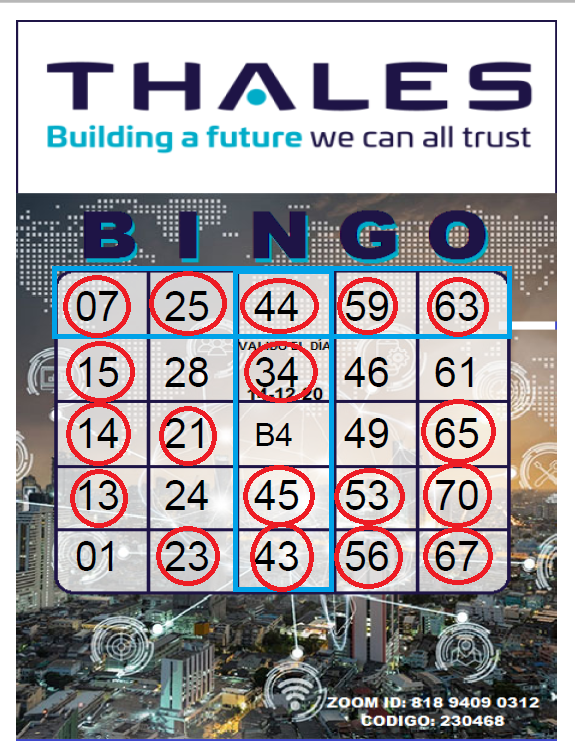 THALES
Building a future we can all trust
B I N G O
07 25 44 59 63
VALIDO EL DÍA
15 28 34 46 61
14 21 B4 49 65
13 24 45 53 70
01 23 43 56 67
ZOOM ID: 818 9409 0312
CODIGO: 230468